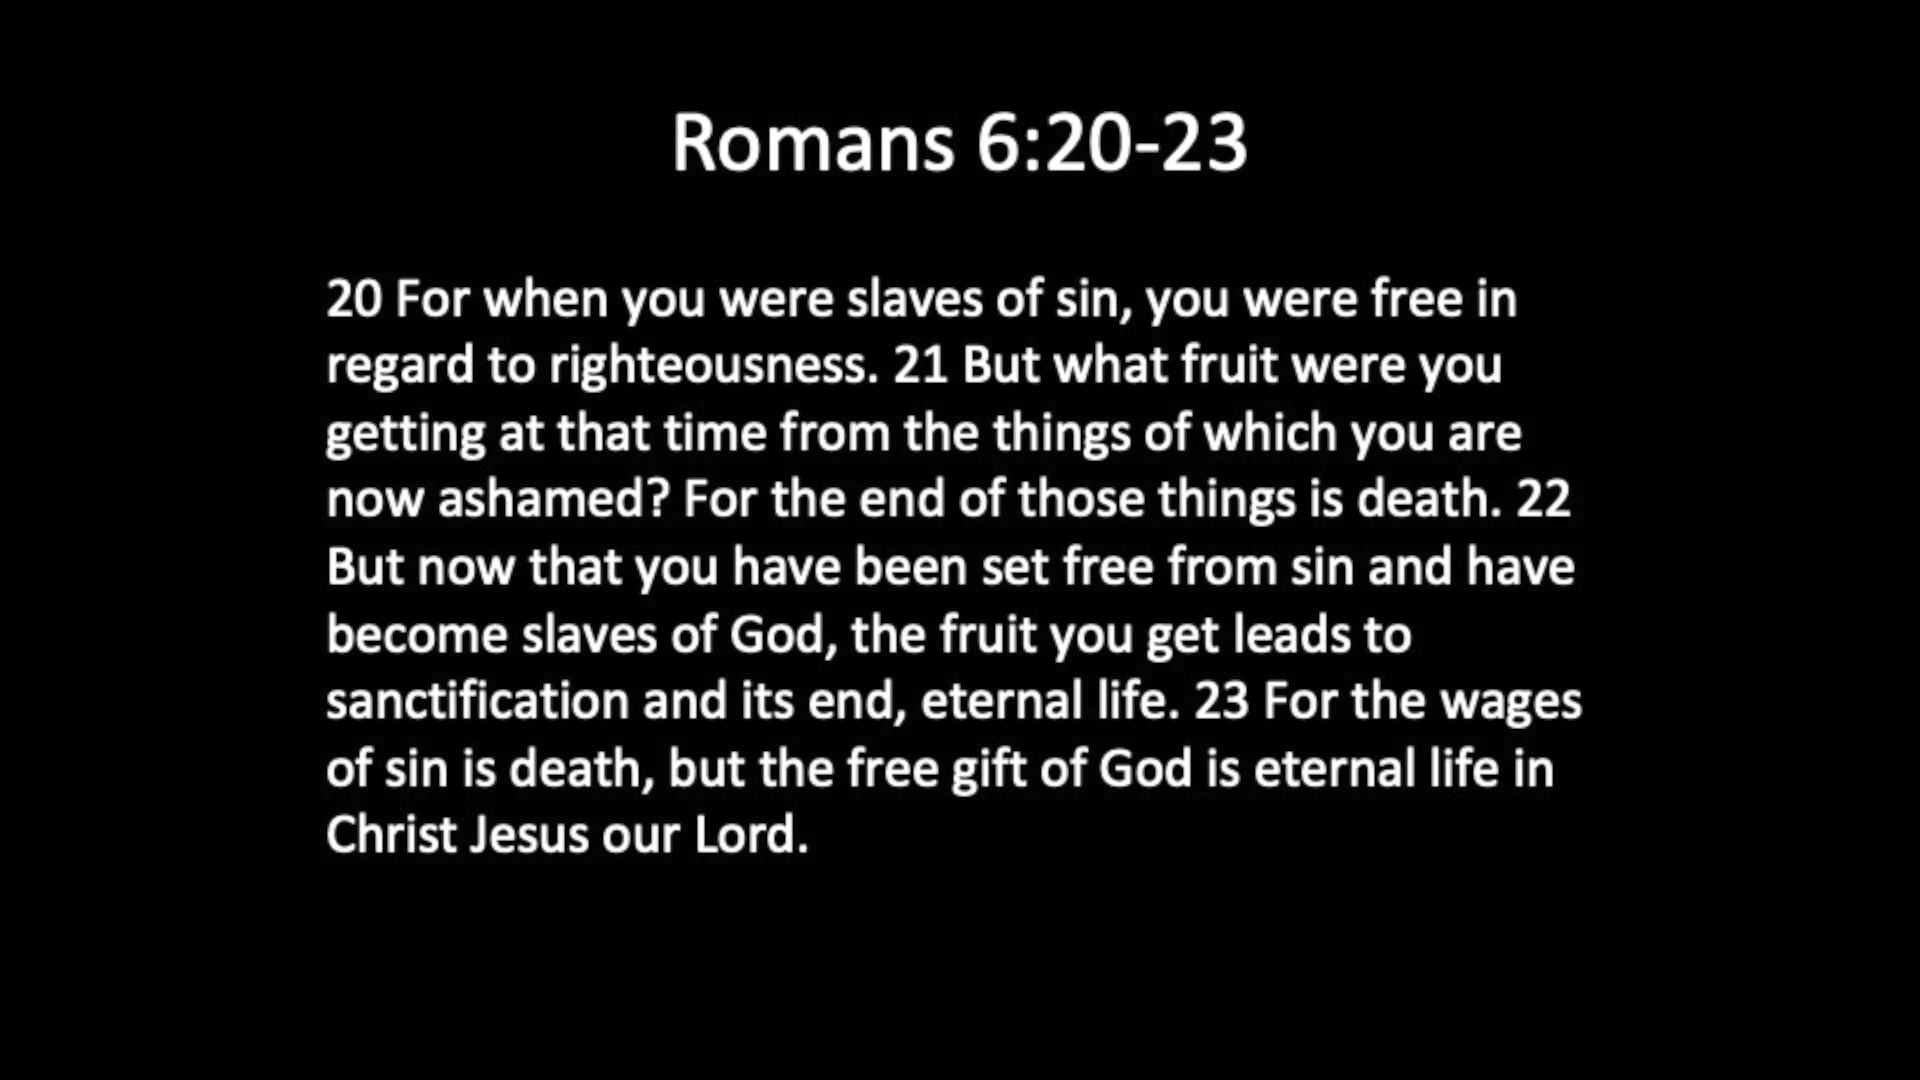 Romans 6:20-23
20 For when you were slaves of sin, you were free in
regard to righteousness. 21 But what fruit were you
getting at that time from the things of which you are
now ashamed? For the end of those things is death. 22
But now that you have been set free from sin and have
become slaves of God, the fruit you get leads to
sanctification and its end, eternal life. 23 For the wages
of sin is death, but the free gift of God is eternal life in
Christ Jesus our Lord.